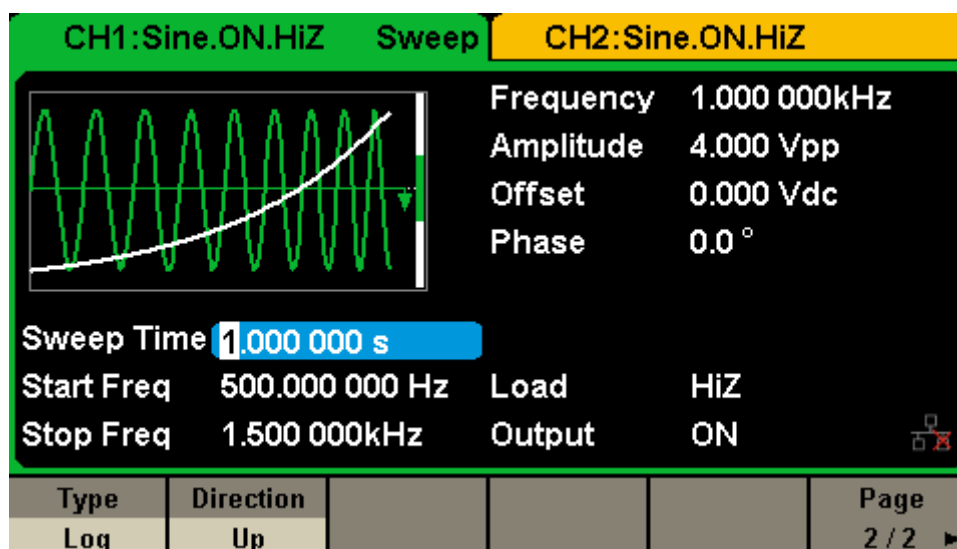 CH1:Sine.ON.HiZ Sweep CH2:Sine.ON.HiZ
Frequency 1.000 000kHz
Amplitude 4.000 Vpp
Offset 0.000 Vdc
Phase 0.0 °
Sweep Time 1.000 000 s
Start Freq 500.000 000 Hz Load HiZ
Stop Freq 1.500 000kHz Output ON
Type Direction Page
Log Up 2 / 2